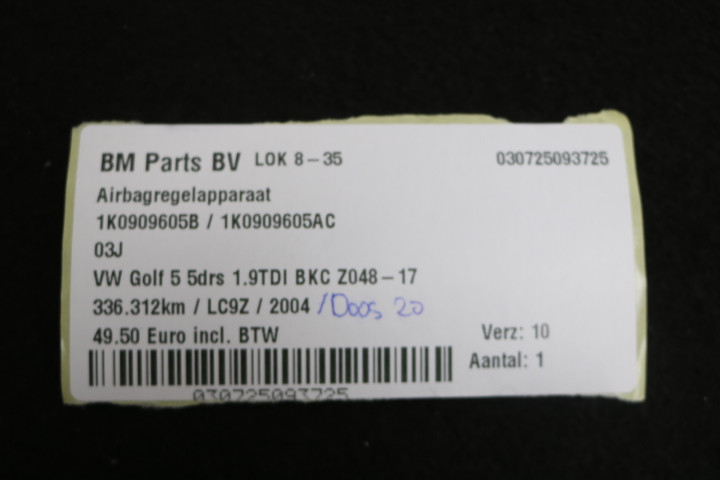 BM Parts BV LOK 8-35 030725093725
Airbagregelapparaat
1K0909605B / 1K0909605AC
03J
VW Golf 5 5drs 1.9TDI BKC Z048-17
336.312km / LC9Z / 2004 /Doos 20
49.50 Euro incl. BTW Verz: 10
Aantal: 1
030725093725